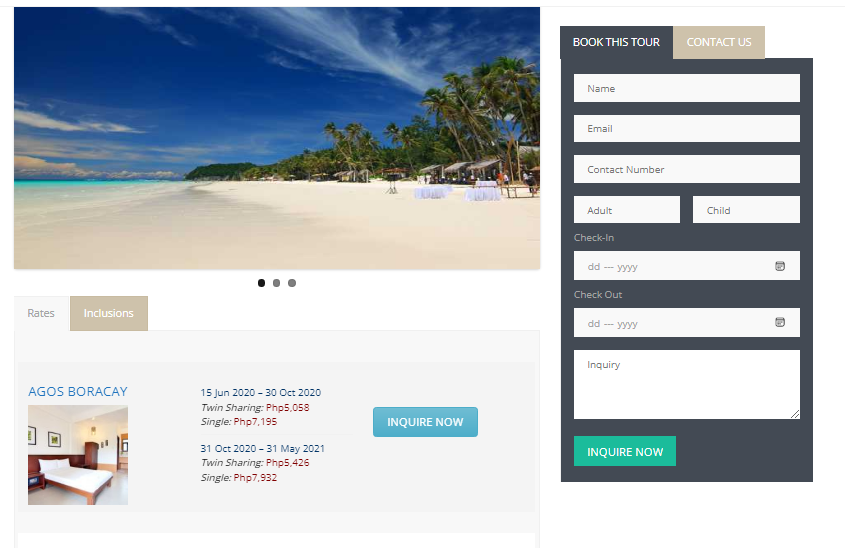 BOOK THIS TOUR
CONTACT US
Name
Email
Contact Number
Adult
Child
Check-In
dd --- yyyy
Check Out
dd --- yyyy
Inquiry
INQUIRE NOW
Rates
Inclusions
AGOS BORACAY
15 Jun 2020 – 30 Oct 2020
Twin Sharing: Php5,058
Single: Php7,195
31 Oct 2020 – 31 May 2021
Twin Sharing: Php5,426
Single: Php7,932
INQUIRE NOW